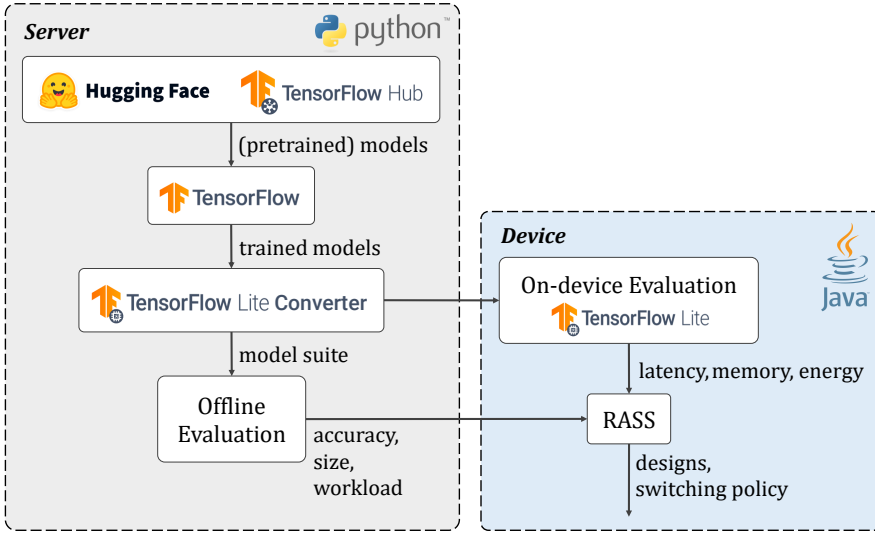 Server
python™
Hugging Face
TensorFlow Hub
(pretrained) models
TensorFlow
trained models
TensorFlow Lite Converter
model suite
Offline
Evaluation
accuracy,
size,
workload
Device
Java
On-device Evaluation
TensorFlow Lite
latency, memory, energy
RASS
designs,
switching policy